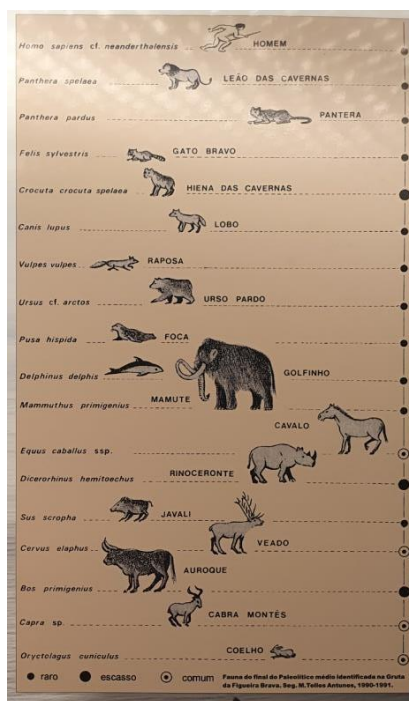 Homo sapiens cf. neanderthalensis HOMEM
Panthera spelaea LEÃO DAS CAVERNAS
Panthera pardus PANTERA
Felis sylvestris GATO BRAVO
Crocuta crocuta spelaea HIENA DAS CAVERNAS
Canis lupus LOBO
Vulpes vulpes RAPOSA
Ursus cf. arctos URSO PARDO
Pusa hispida FOCA
Delphinus delphis GOLFINHO
Mammuthus primigenius MAMUTE
CAVALO
Equus caballus ssp.
RINOCERONTE
Dicerorhinus hemitoechus
Sus scropha JAVALI
VEADO
Cervus elaphus
AUROQUE
Bos primigenius
CABRA MONTÊS
Capra sp.
COELHO
Oryctolagus cuniculus
raro escasso comum
Fauna do final do Paleolítico médio identificada na Gruta
da Figueira Brava. Seg. M.Telles Antunes, 1990-1991.